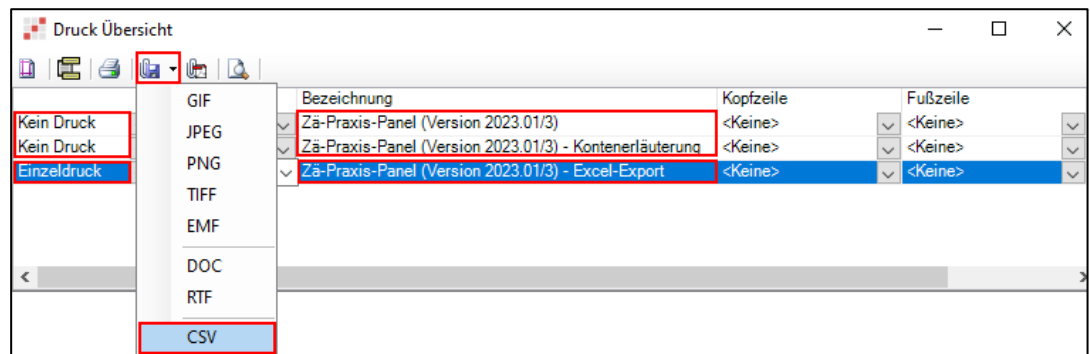 Druck Übersicht
Bezeichnung Kopfzeile Fußzeile
Kein Druck Zä-Praxis-Panel (Version 2023.01/3) <Keine> <Keine>
Kein Druck Zä-Praxis-Panel (Version 2023.01/3) - Kontenerläuterung <Keine> <Keine>
Einzeldruck Zä-Praxis-Panel (Version 2023.01/3) - Excel-Export <Keine> <Keine>
GIF
JPEG
PNG
TIFF
EMF
DOC
RTF
CSV